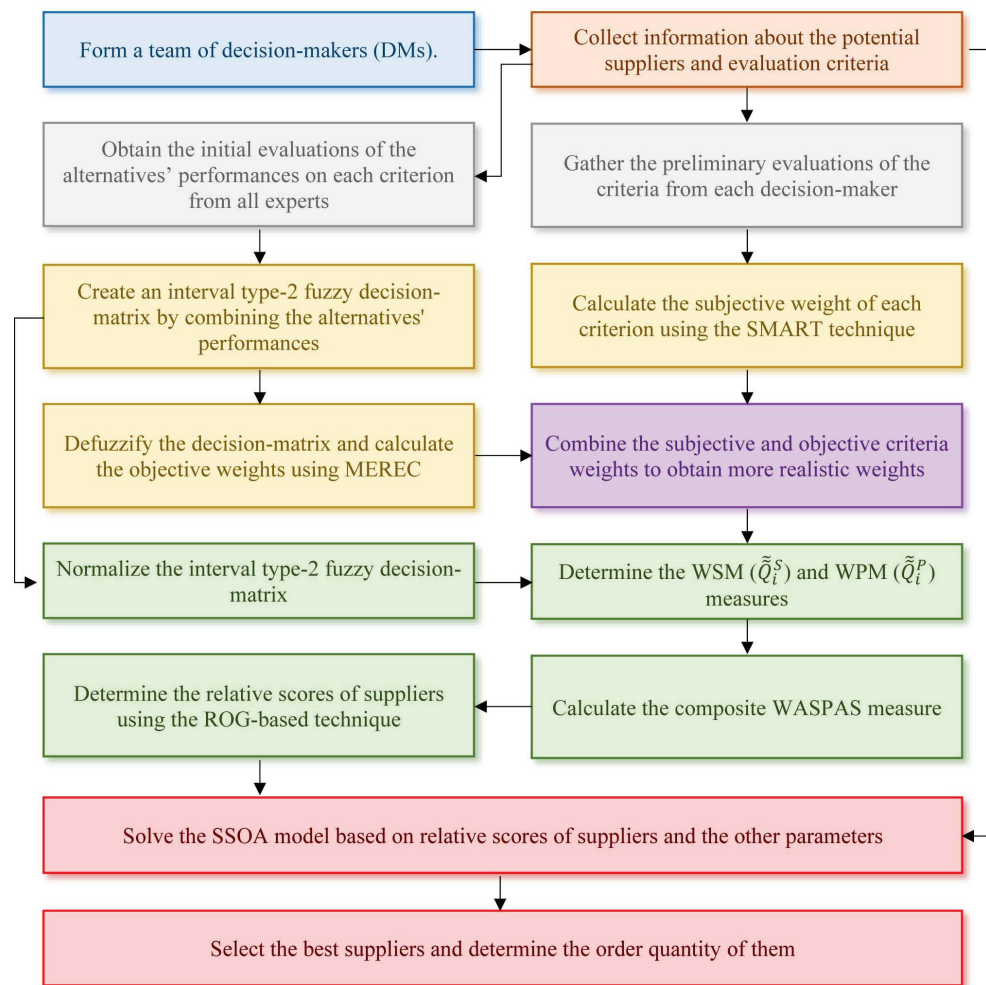 Form a team of decision-makers (DMs).
Collect information about the potential
suppliers and evaluation criteria
Obtain the initial evaluations of the
alternatives’ performances on each criterion
from all experts
Gather the preliminary evaluations of the
criteria from each decision-maker
Create an interval type-2 fuzzy decision-
matrix by combining the alternatives'
performances
Calculate the subjective weight of each
criterion using the SMART technique
Defuzzify the decision-matrix and calculate
the objective weights using MEREC
Combine the subjective and objective criteria
weights to obtain more realistic weights
Normalize the interval type-2 fuzzy decision-
matrix
Determine the WSM (\(\tilde{\tilde{Q}}_i^S\)) and WPM (\(\tilde{\tilde{Q}}_i^P\))
measures
Determine the relative scores of suppliers
using the ROG-based technique
Calculate the composite WASPAS measure
Solve the SSOA model based on relative scores of suppliers and the other parameters
Select the best suppliers and determine the order quantity of them